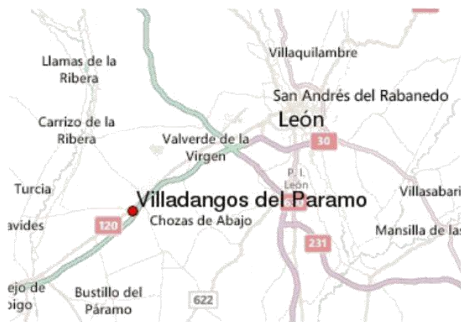 Villaquilambre
Llamas de la
Ribera
San Andrés del Rabanedo
León
Carrizo de la
Ribera
Valverde de la
Virgen
30
P. I.
León
Turcia
Villadangos del Paramo
Villasabari
avides
120
Chozas de Abajo
231
Mansilla de las
ejo de
bigo
Bustillo del
Páramo
622